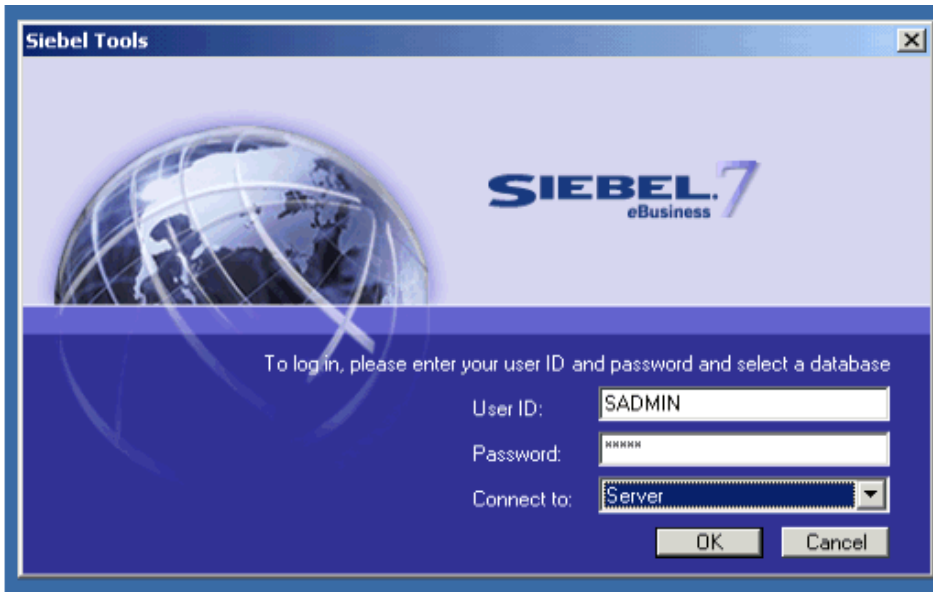 Siebel Tools
SIEBEL.7
eBusiness
To log in, please enter your user ID and password and select a database
User ID: SADMIN
Password: *****
Connect to: Server
OK Cancel